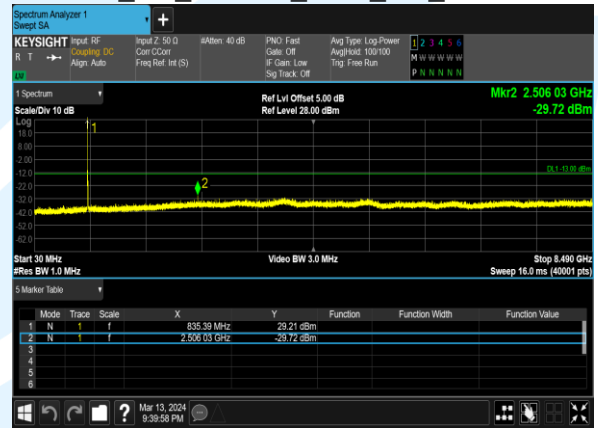 Spectrum Analyzer 1
Swept SA
KEYSIGHT Input: RF Input Z: 50 Ω #Atten: 40 dB PNO: Fast Avg Type: Log-Power 1 2 3 4 5 6
R T Coupling: DC Corr CCorr Gate: Off Avg|Hold: 100/100 M W W W W W
Align: Auto Freq Ref: Int (S) IF Gain: Low Trig: Free Run
Sig Track: Off P N N N N N
1 Spectrum
Mkr2 2.506 03 GHz
Ref Lvl Offset 5.00 dB
Scale/Div 10 dB Ref Level 28.00 dBm -29.72 dBm
Log
1
18.0
8.00
-2.00
DL1 -13.00 dBm
-12.0
-22.0 2
-32.0
-42.0
-52.0
-62.0
Start 30 MHz Video BW 3.0 MHz Stop 8.490 GHz
#Res BW 1.0 MHz Sweep 16.0 ms (40001 pts)
5 Marker Table
Mode Trace Scale X Y Function Function Width Function Value
1 N 1 f 835.39 MHz 29.21 dBm
2 N 1 f 2.506 03 GHz -29.72 dBm
3
4
5
6
? Mar 13, 2024
9:39:58 PM